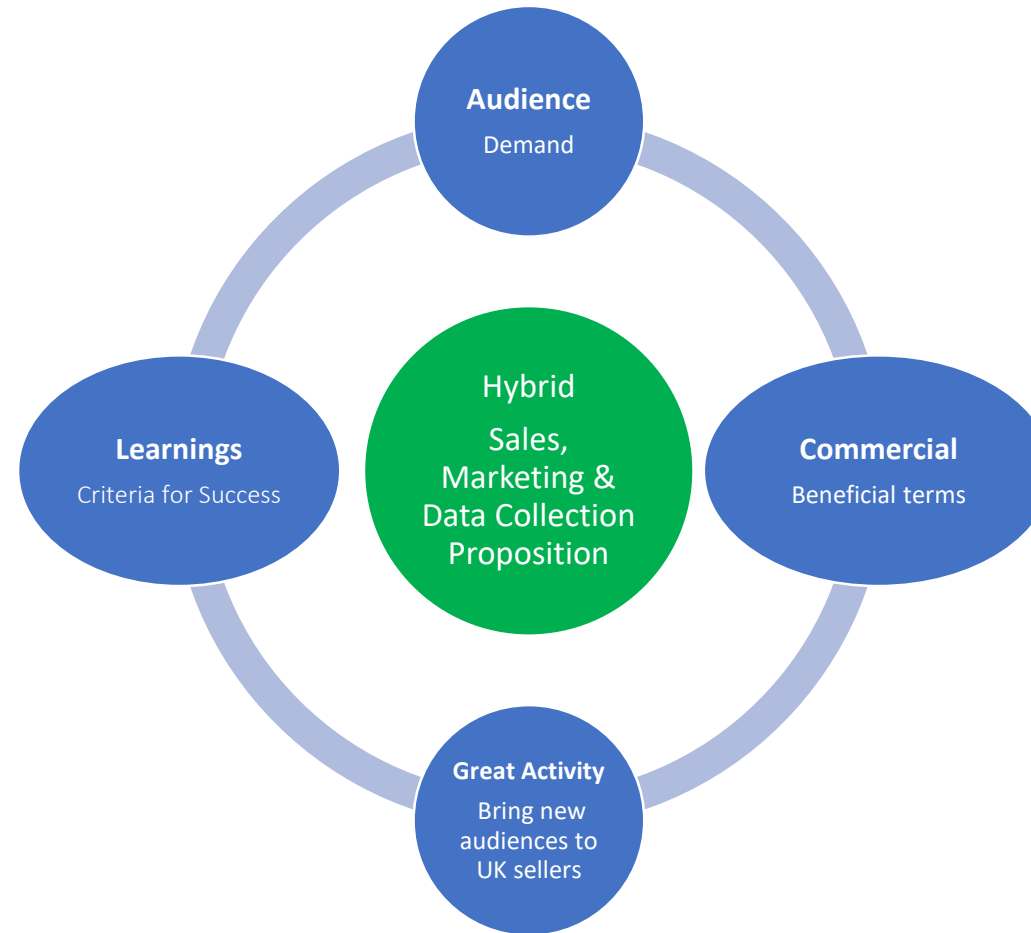 Audience
Demand
Learnings
Criteria for Success
Hybrid
Sales,
Marketing &
Data Collection
Proposition
Commercial
Beneficial terms
Great Activity
Bring new
audiences to
UK sellers